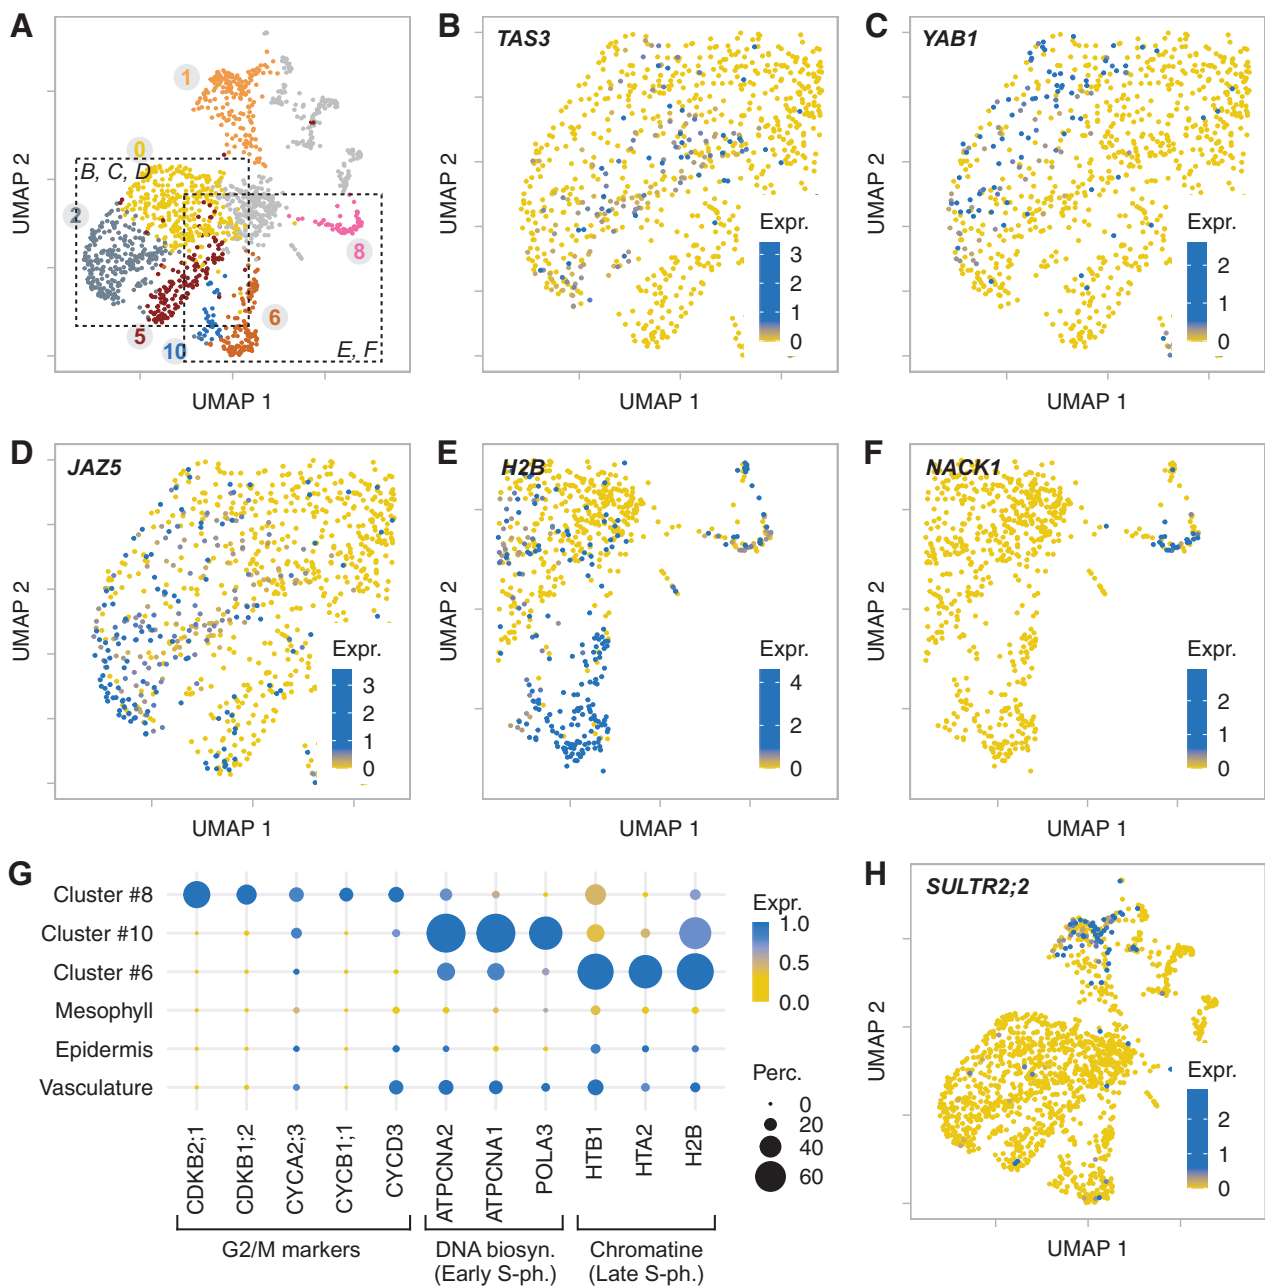 A
1
0
B, C, D
2
8
6
5
10
E, F
UMAP 2
UMAP 1
B
TAS3
Expr.
3
2
1
0
UMAP 2
UMAP 1
C
YAB1
Expr.
2
1
0
UMAP 2
UMAP 1
D
JAZ5
Expr.
3
2
1
0
UMAP 2
UMAP 1
E
H2B
Expr.
4
2
0
UMAP 2
UMAP 1
F
NACK1
Expr.
2
1
0
UMAP 2
UMAP 1
G
Cluster #8
Cluster #10
Cluster #6
Mesophyll
Epidermis
Vasculature
CDKB2;1
CDKB1;2
CYCA2;3
CYCB1;1
CYCD3
ATPCNA2
ATPCNA1
POLA3
HTB1
HTA2
H2B
G2/M markers
DNA biosyn.
(Early S-ph.)
Chromatine
(Late S-ph.)
Expr.
1.0
0.5
0.0
Perc.
0
20
40
60
H
SULTR2;2
Expr.
2
1
0
UMAP 2
UMAP 1